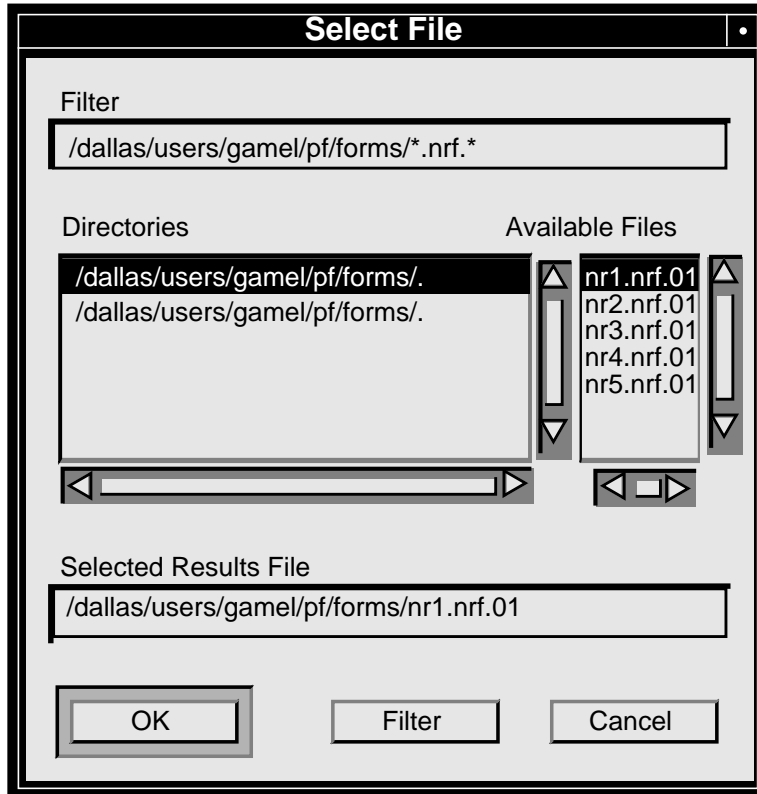 Select File
Filter
/dallas/users/gamel/pf/forms/*.nrf.*
Directories
/dallas/users/gamel/pf/forms/.
/dallas/users/gamel/pf/forms/.
Available Files
nr1.nrf.01
nr2.nrf.01
nr3.nrf.01
nr4.nrf.01
nr5.nrf.01
Selected Results File
/dallas/users/gamel/pf/forms/nr1.nrf.01
OK
Filter
Cancel